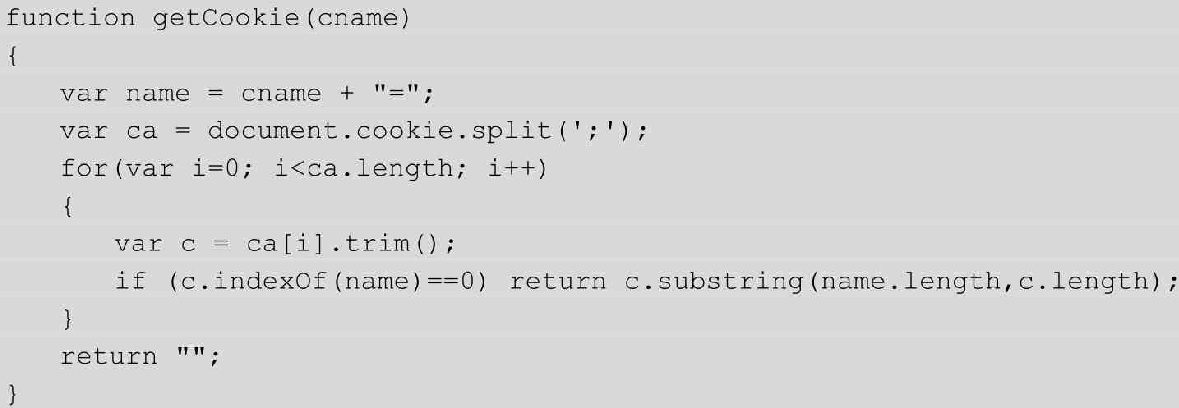 function getCookie(cname)
{
    var name = cname + "=";
    var ca = document.cookie.split(';');
    for(var i=0; i<ca.length; i++)
    {
        var c = ca[i].trim();
        if (c.indexOf(name)==0) return c.substring(name.length,c.length);
    }
    return "";
}